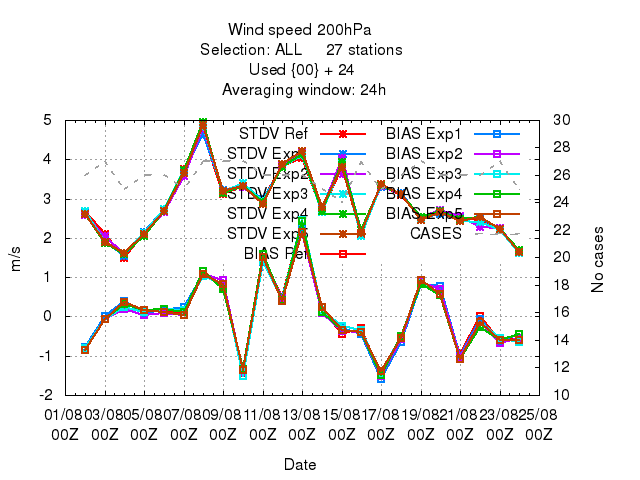 Wind speed 200hPa
Selection: ALL 27 stations
Used {00} + 24
Averaging window: 24h
5 30
STDV Ref BIAS Exp1
28
STDV Exp1 BIAS Exp2
4
STDV Exp2 BIAS Exp3 26
STDV Exp3 BIAS Exp4
3 24
STDV Exp4 BIAS Exp5
STDV Exp5 CASES 22
2
BIAS Ref 20
m/s
No cases
1 18
0 16
14
-1
12
-2 10
01/08 03/08 05/08 07/08 09/08 11/08 13/08 15/08 17/08 19/08 21/08 23/08 25/08
00Z 00Z 00Z 00Z 00Z 00Z 00Z 00Z 00Z 00Z 00Z 00Z 00Z
Date